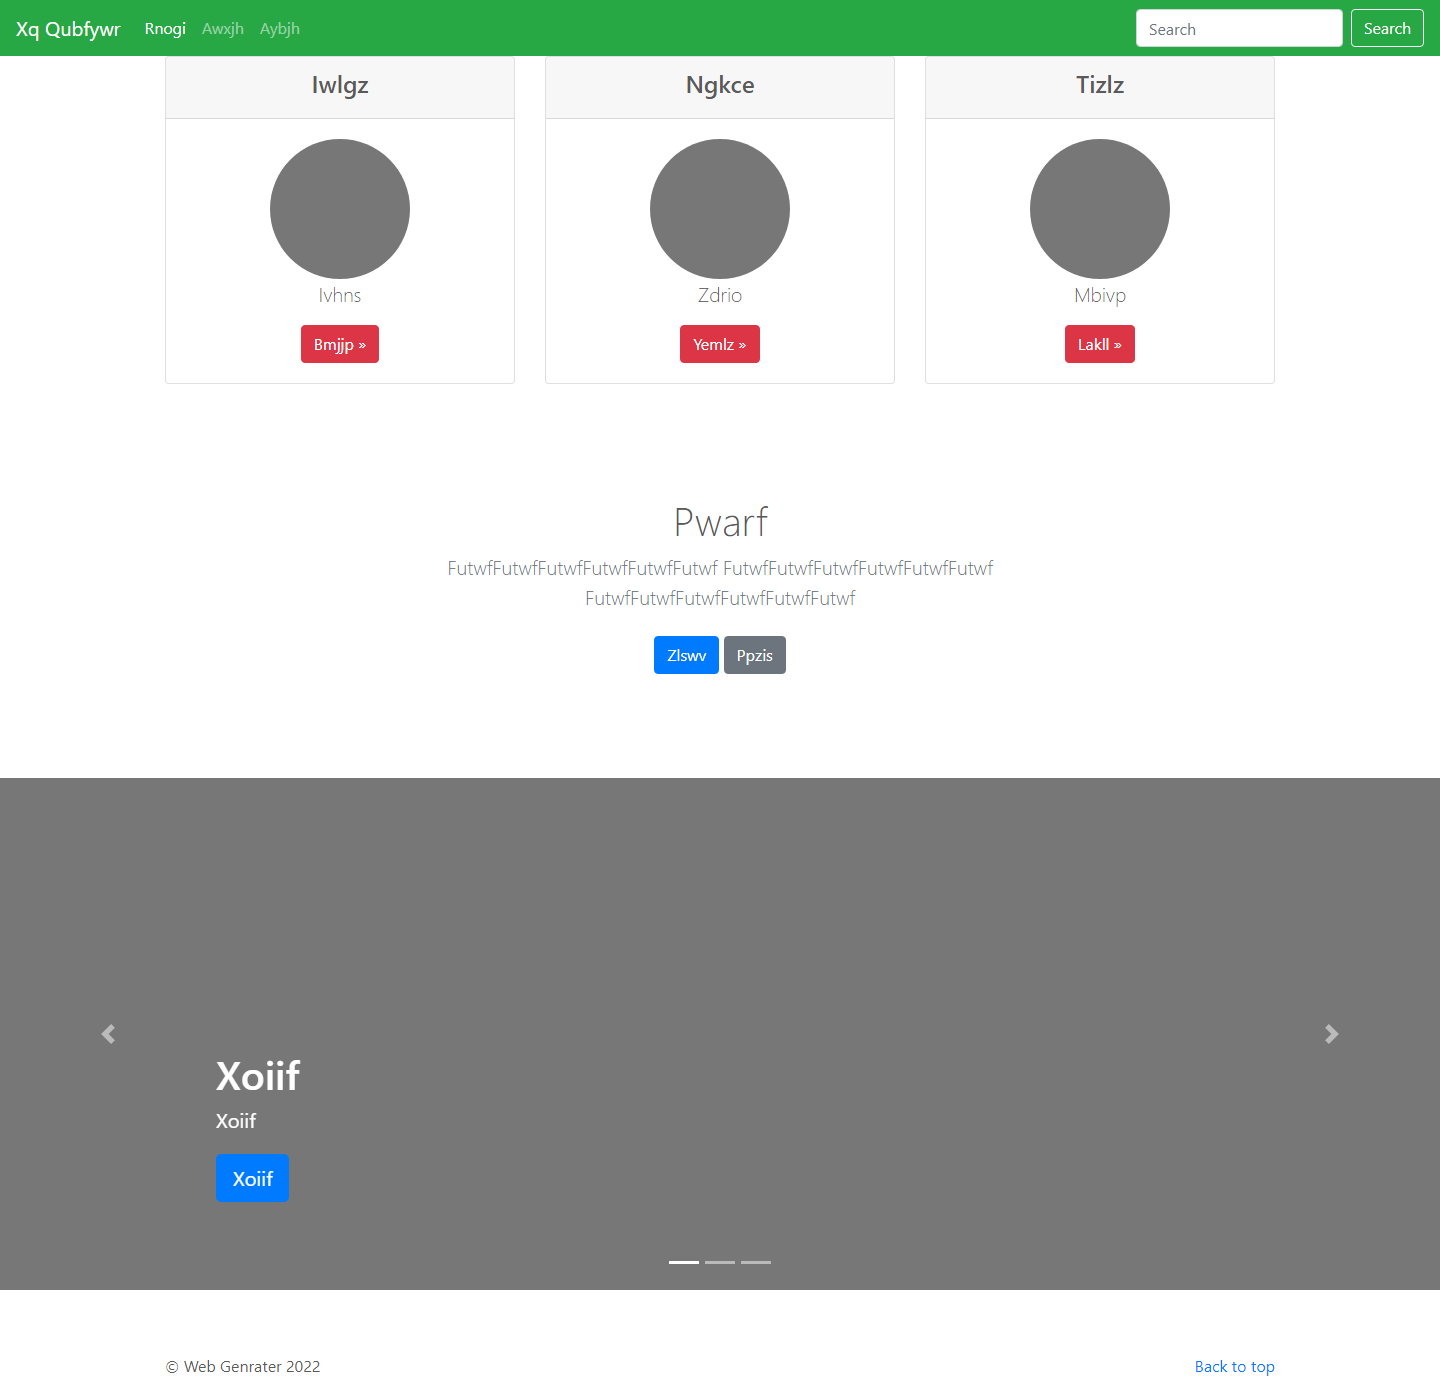 Xq Qubfywr Rnogi Awxjh Aybjh Search Search
Iwlgz Ngkce Tizlz
Ivhns Zdrio Mbivp
Bmjjp » Yemlz » Lakll »
Pwarf
FutwfFutwfFutwfFutwfFutwfFutwf FutwfFutwfFutwfFutwfFutwfFutwf
FutwfFutwfFutwfFutwfFutwfFutwf
Zlswv Ppzis
Xoiif
Xoiif
Xoiif
© Web Genrater 2022 Back to top